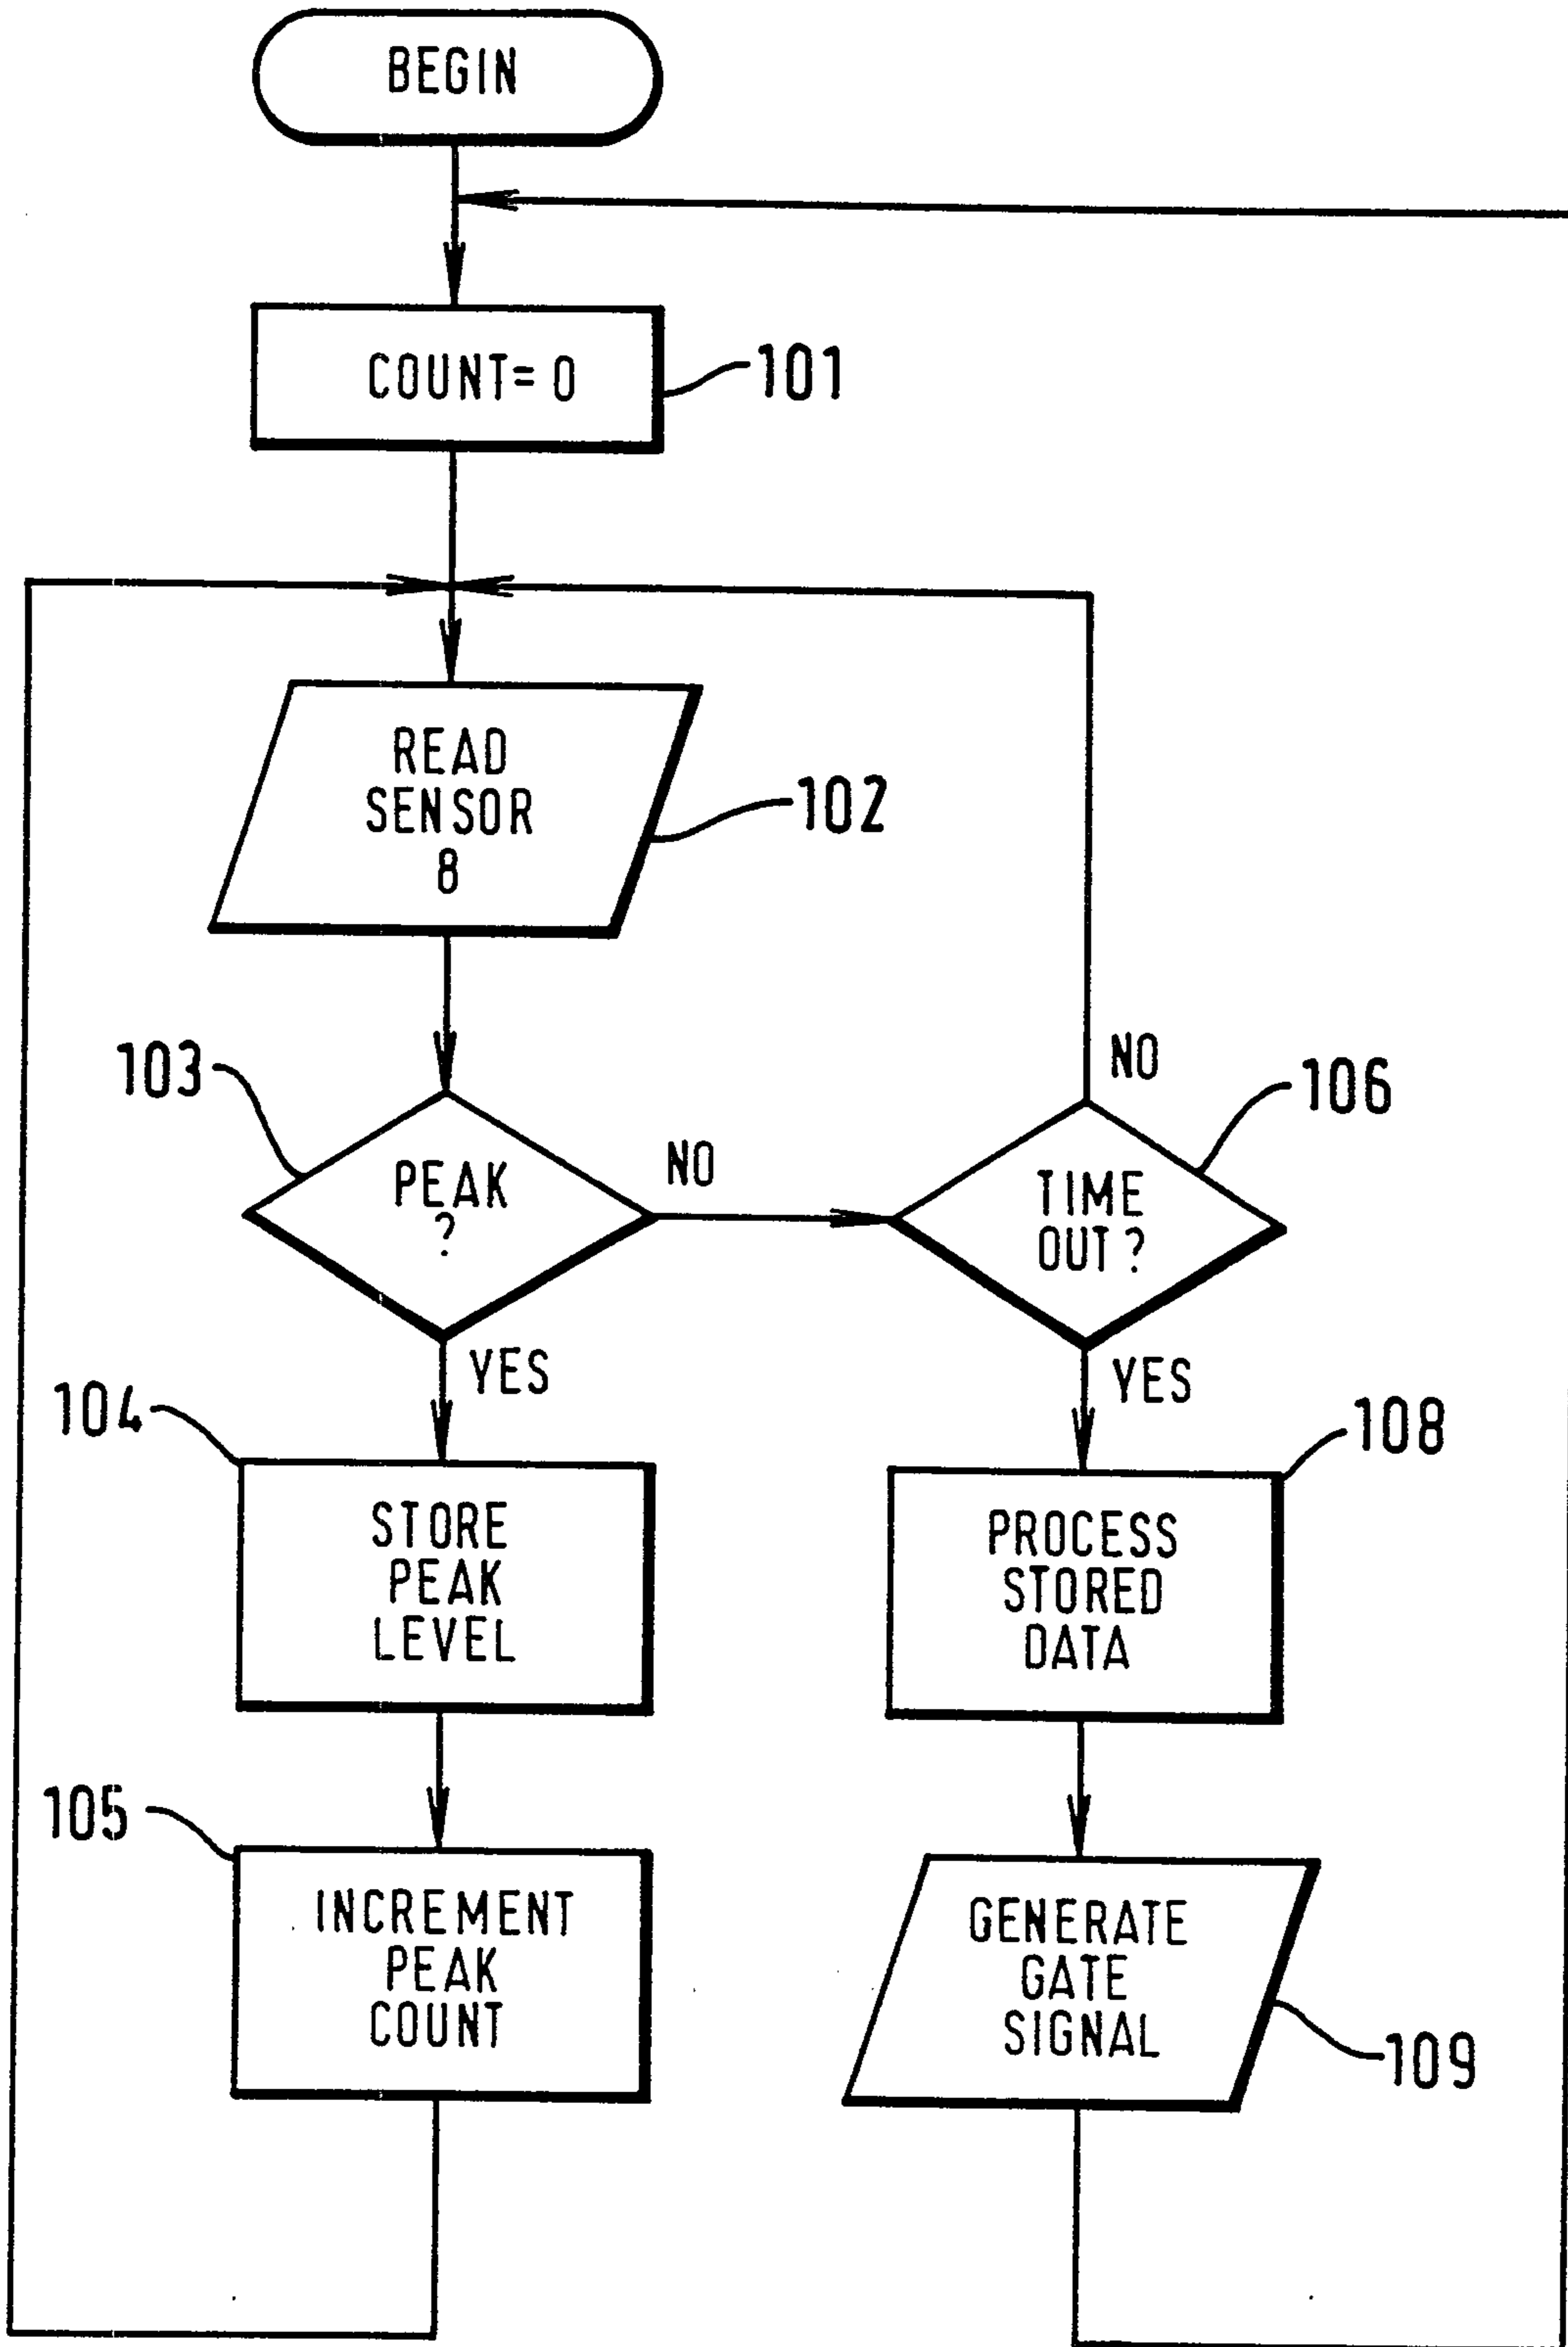 BEGIN
COUNT= 0
101
READ
SENSOR
8
102
103
PEAK
?
NO
NO
106
TIME
OUT?
YES
YES
104
STORE
PEAK
LEVEL
108
PROCESS
STORED
DATA
105
INCREMENT
PEAK
COUNT
GENERATE
GATE
SIGNAL
109